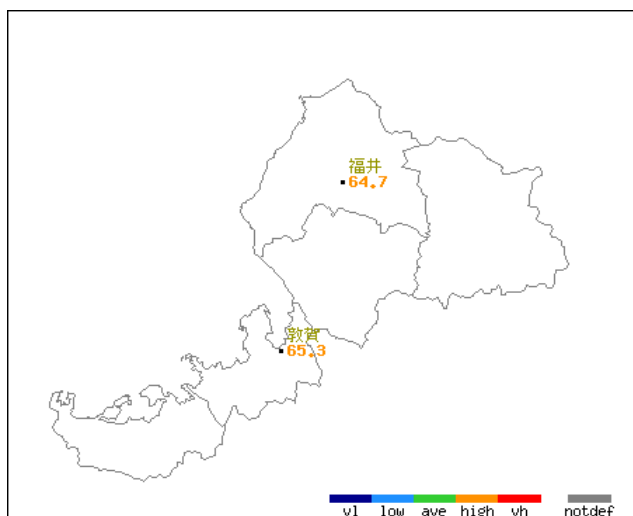 福井
64.7
敦賀
65.3
vl low ave high vh notdef